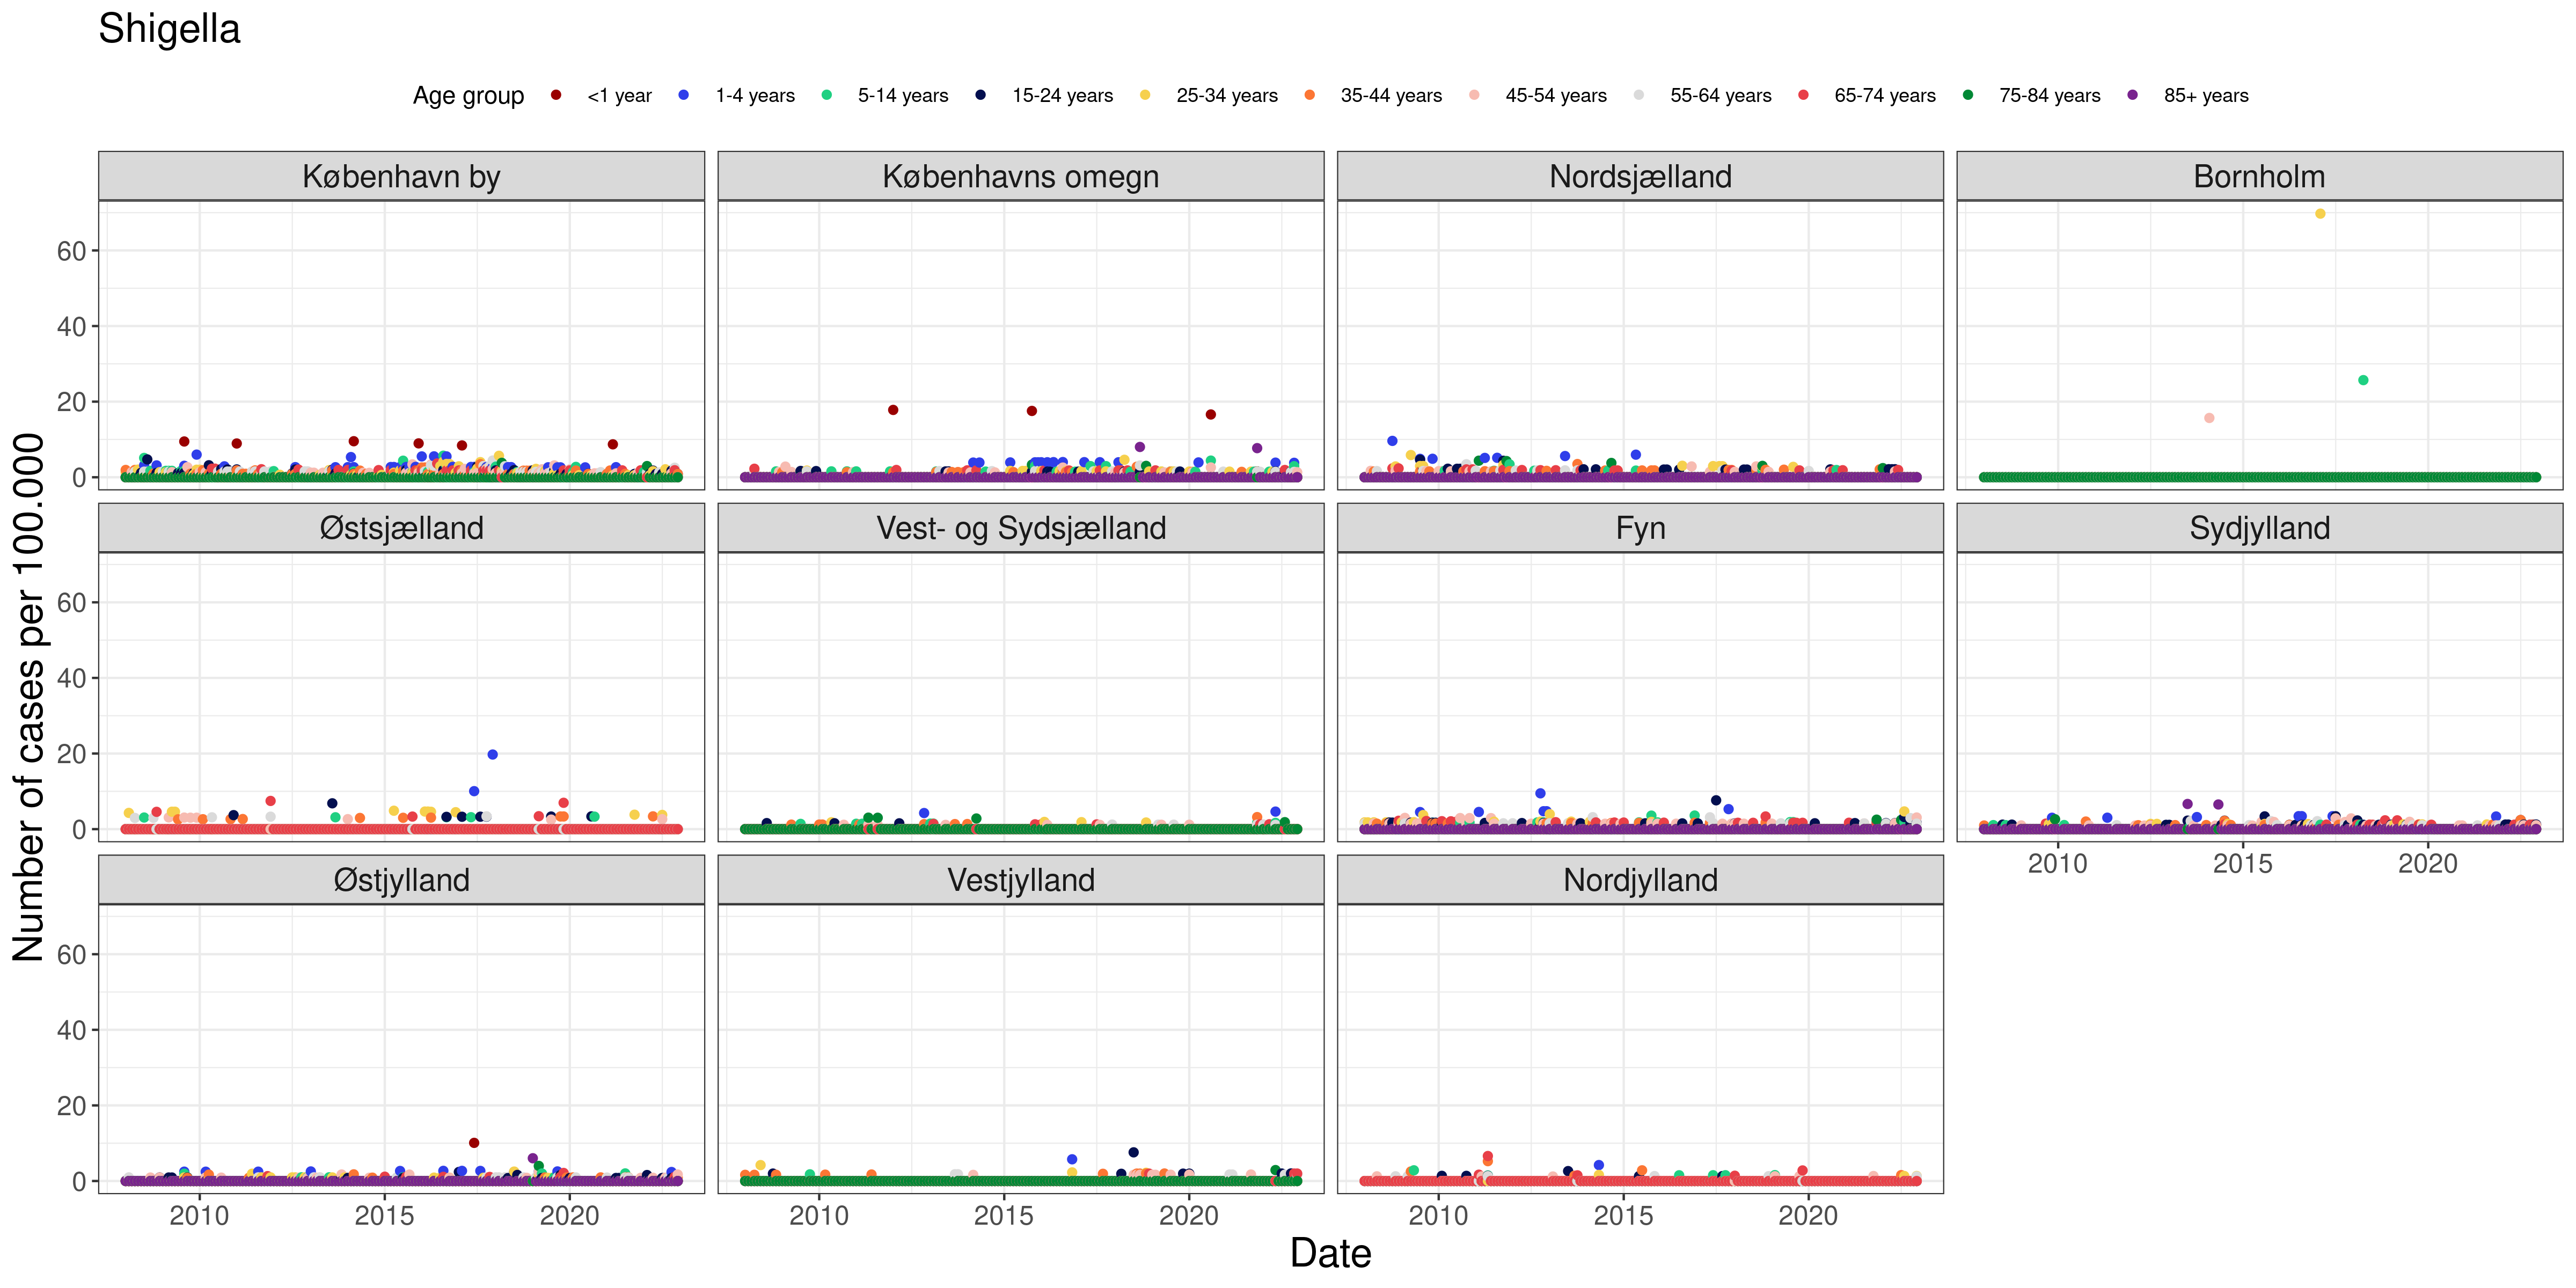 Shigella
Age group <1 year 1-4 years 5-14 years 15-24 years 25-34 years 35-44 years 45-54 years 55-64 years 65-74 years 75-84 years 85+ years
København by Københavns omegn Nordsjælland Bornholm
60
40
20
0
Østsjælland Vest- og Sydsjælland Fyn Sydjylland
60
40
20
0
2010 2015 2020
Østjylland Vestjylland Nordjylland
60
40
20
0
2010 2015 2020 2010 2015 2020 2010 2015 2020
Date
Number of cases per 100.000